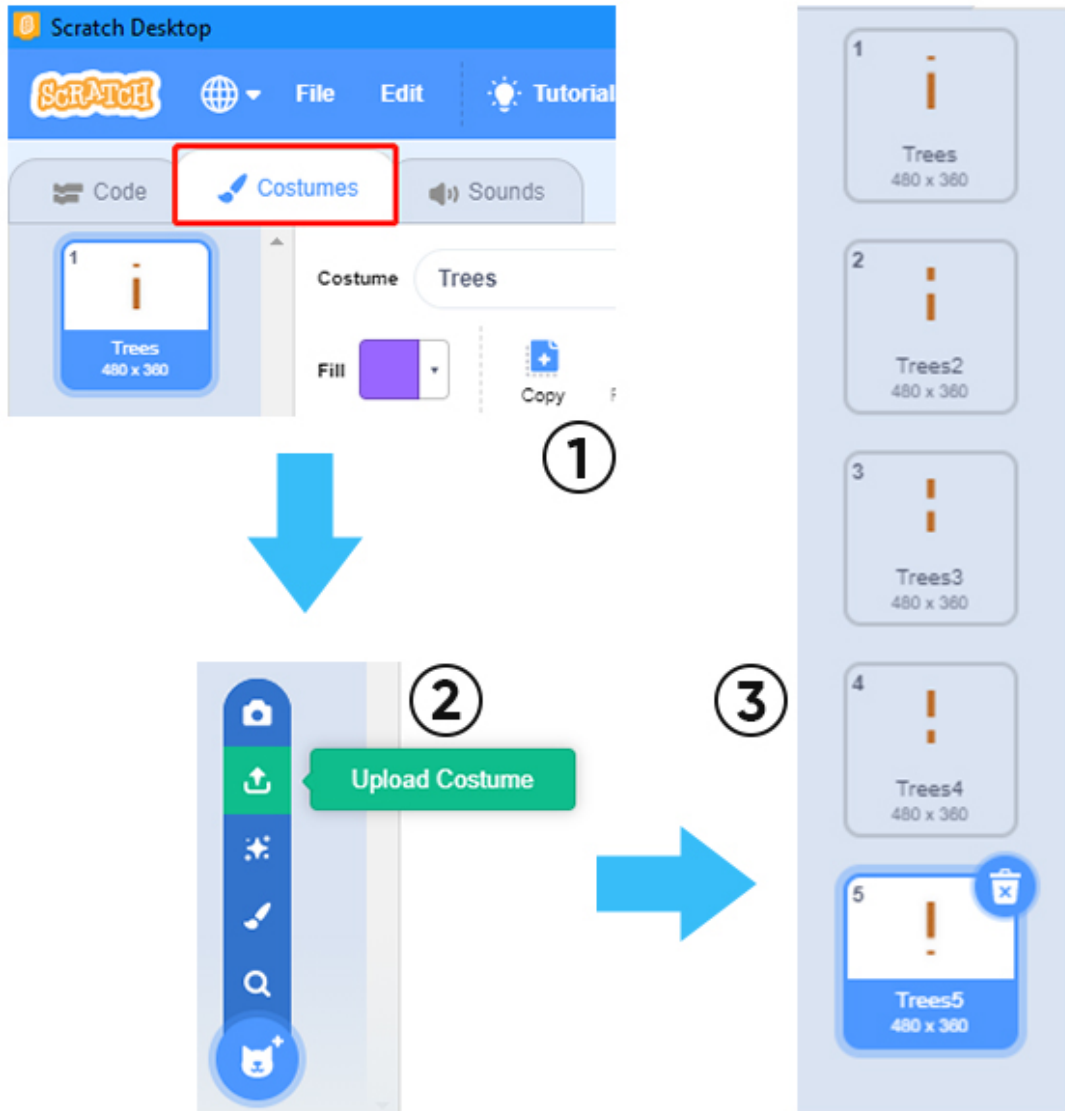 Scratch Desktop
SCRATCH File Edit Tutorial
Code Costumes Sounds
1
Trees
480 x 360
Costume Trees
Fill
Copy
1
2
Upload Costume
3
1
Trees
480 x 360
2
Trees2
480 x 360
3
Trees3
480 x 360
4
Trees4
480 x 360
5
Trees5
480 x 360